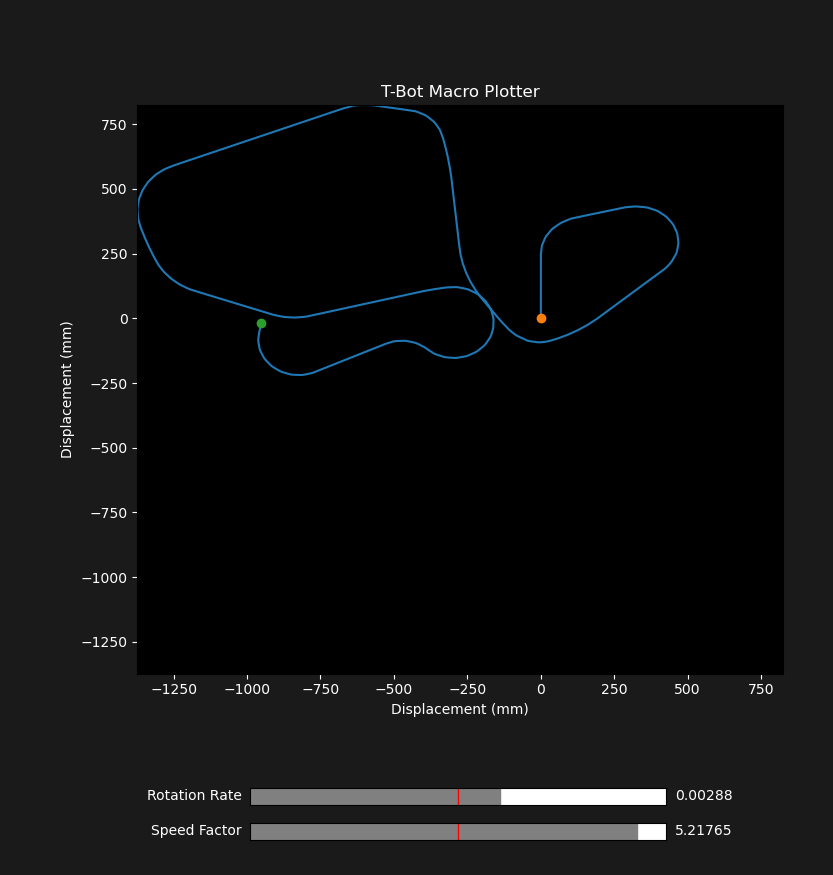 T-Bot Macro Plotter
Displacement (mm)
750
500
250
0
−250
−500
−750
−1000
−1250
−1250 −1000 −750 −500 −250 0 250 500 750
Displacement (mm)
Rotation Rate 0.00288
Speed Factor 5.21765